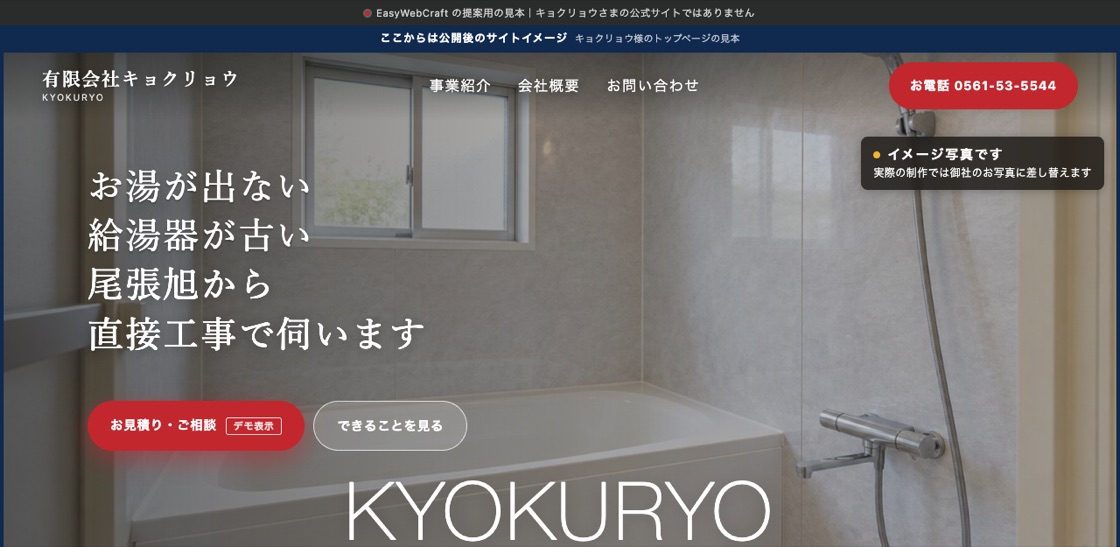 EasyWebCraft の提案用の見本｜キョクリョウさまの公式サイトではありません
ここからは公開後のサイトイメージ キョクリョウ様のトップページの見本
有限会社キョクリョウ
KYOKURYO
事業紹介 会社概要 お問い合わせ
お電話 0561-53-5544
イメージ写真です
実際の制作では御社のお写真に差し替えます
お湯が出ない
給湯器が古い
尾張旭から
直接工事で伺います
お見積り・ご相談 デモ表示
できることを見る
KYOKURYO